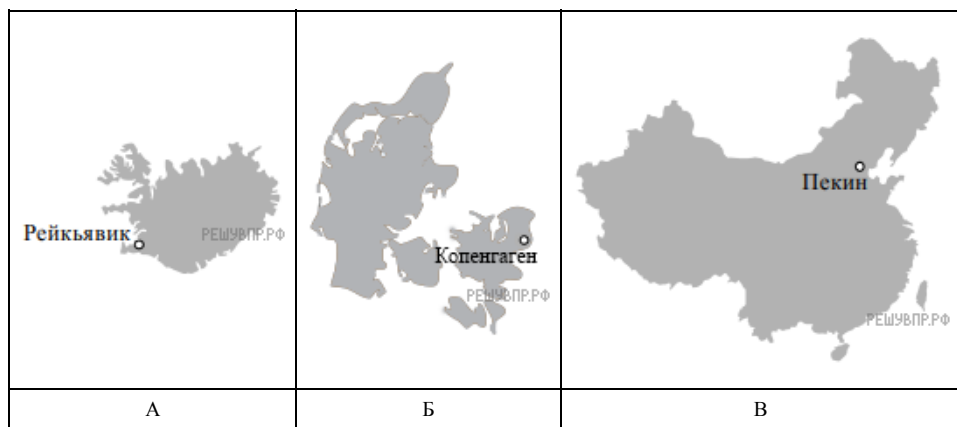 Рейкьявик
РЕШУВПР.РФ
Копенгаген
РЕШУВПР.РФ
Пекин
РЕШУВПР.РФ
А
Б
В